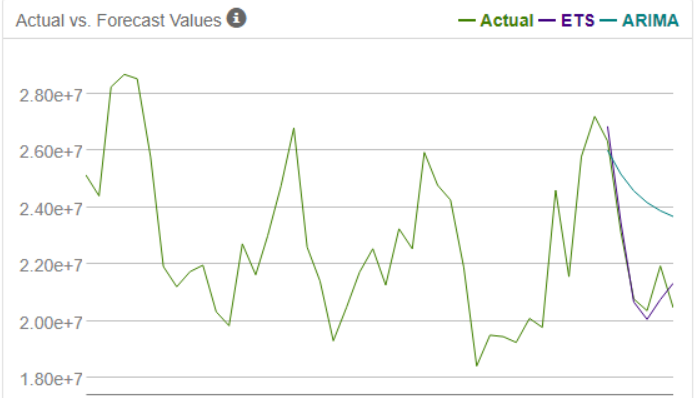 Actual vs. Forecast Values
— Actual — ETS — ARIMA
2.80e+7
2.60e+7
2.40e+7
2.20e+7
2.00e+7
1.80e+7